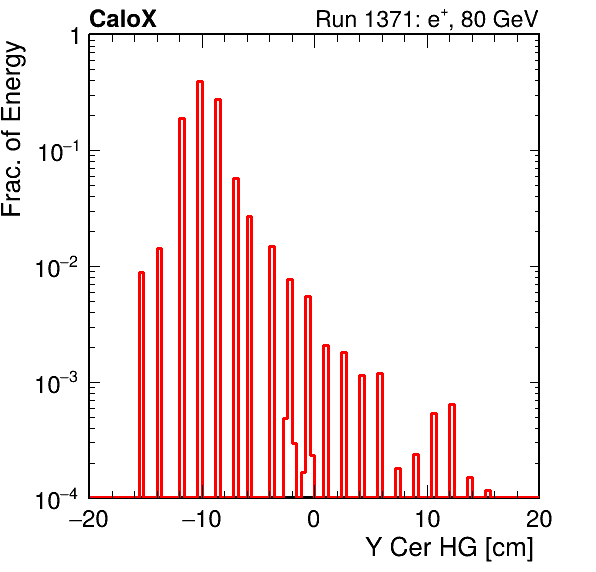 CaloX Run 1371: e⁺, 80 GeV
Frac. of Energy
1
10⁻¹
10⁻²
10⁻³
10⁻⁴
−20 −10 0 10 20
Y Cer HG [cm]